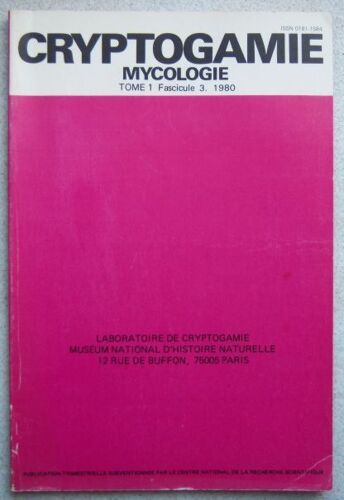 ISSN 0181-1584
CRYPTOGAMIE
MYCOLOGIE
TOME 1 Fascicule 3. 1980
LABORATOIRE DE CRYPTOGAMIE
MUSEUM NATIONAL D'HISTOIRE NATURELLE
12 RUE DE BUFFON, 75005 PARIS
PUBLICATION TRIMESTRIELLE SUBVENTIONNEE PAR LE CENTRE NATIONAL DE LA RECHERCHE SCIENTIFIQUE